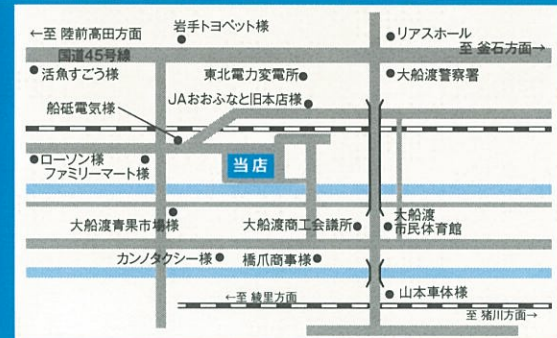 岩手トヨペット様
←至 陸前高田方面
リアスホール
至 釜石方面→
国道45号線
活魚すごう様
東北電力変電所
大船渡警察署
JAおおふなと旧本店様
船砥電気様
ローソン様
ファミリーマート様
当店
大船渡青果市場様
大船渡商工会議所
大船渡
市民体育館
カンノタクシー様
橋爪商事様
←至 綾里方面
山本車体様
至 猪川方面→